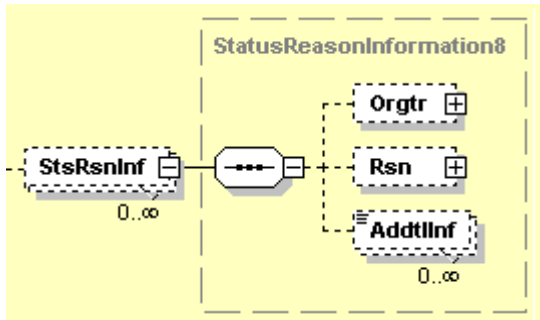 StatusReasonInformation8
Orgtr
StsRsnInf
Rsn
0..∞
AddtlInf
0..∞